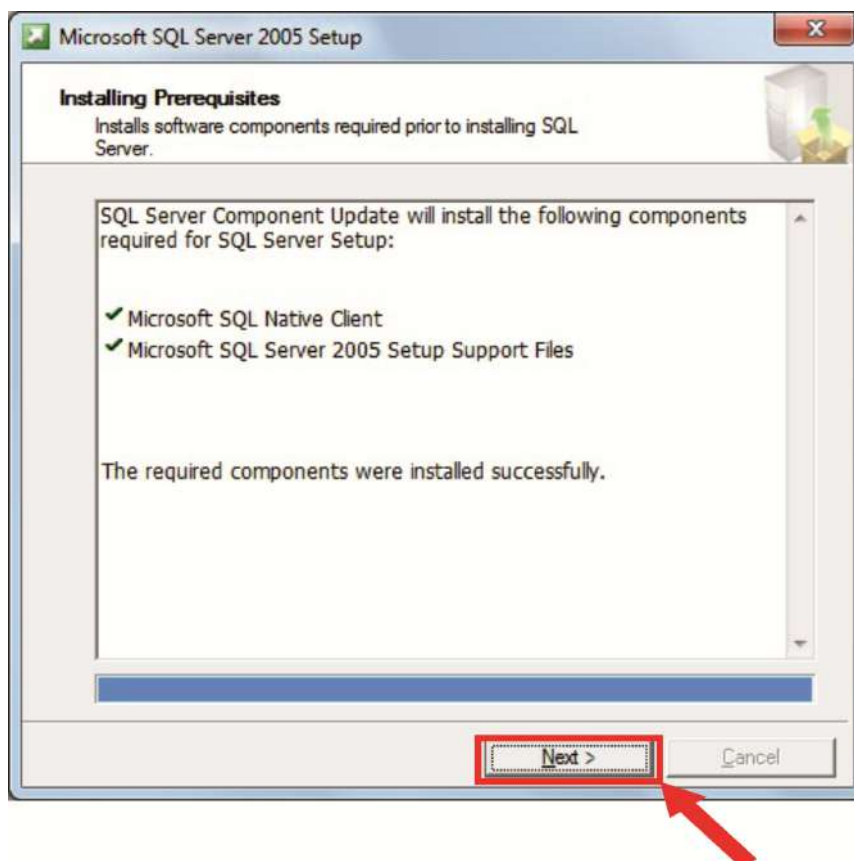 Microsoft SQL Server 2005 Setup
Installing Prerequisites
Installs software components required prior to installing SQL
Server.
SQL Server Component Update will install the following components
required for SQL Server Setup:
Microsoft SQL Native Client
Microsoft SQL Server 2005 Setup Support Files
The required components were installed successfully.
Next >
Cancel